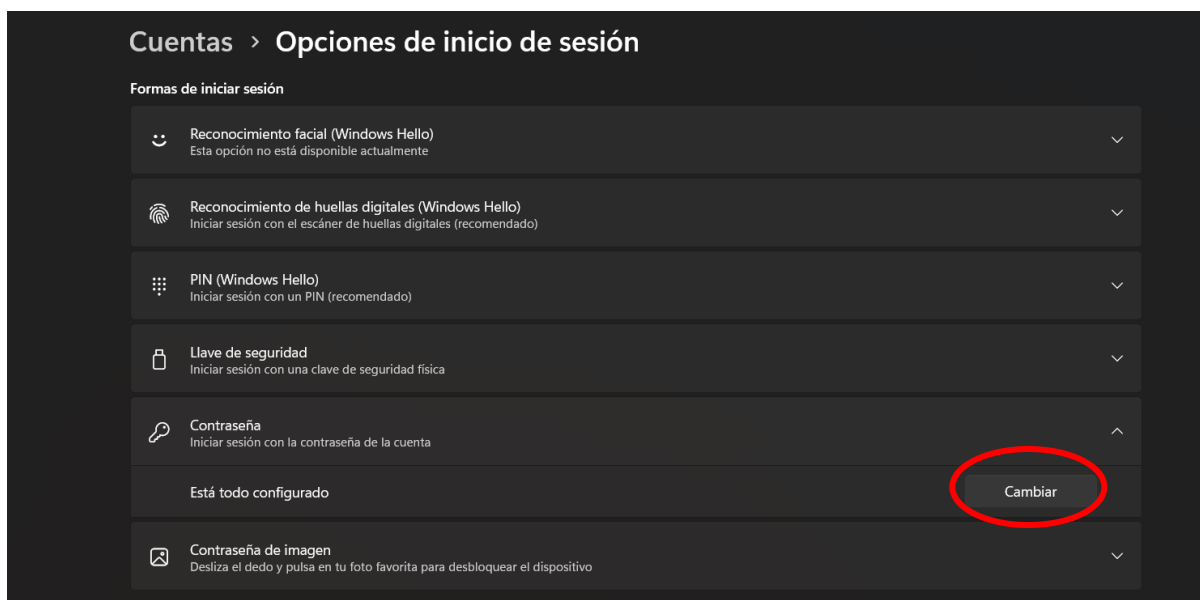 Cuentas > Opciones de inicio de sesión
Formas de iniciar sesión
Reconocimiento facial (Windows Hello)
Esta opción no está disponible actualmente
Reconocimiento de huellas digitales (Windows Hello)
Iniciar sesión con el escáner de huellas digitales (recomendado)
PIN (Windows Hello)
Iniciar sesión con un PIN (recomendado)
Llave de seguridad
Iniciar sesión con una clave de seguridad física
Contraseña
Iniciar sesión con la contraseña de la cuenta
Está todo configurado
Cambiar
Contraseña de imagen
Desliza el dedo y pulsa en tu foto favorita para desbloquear el dispositivo